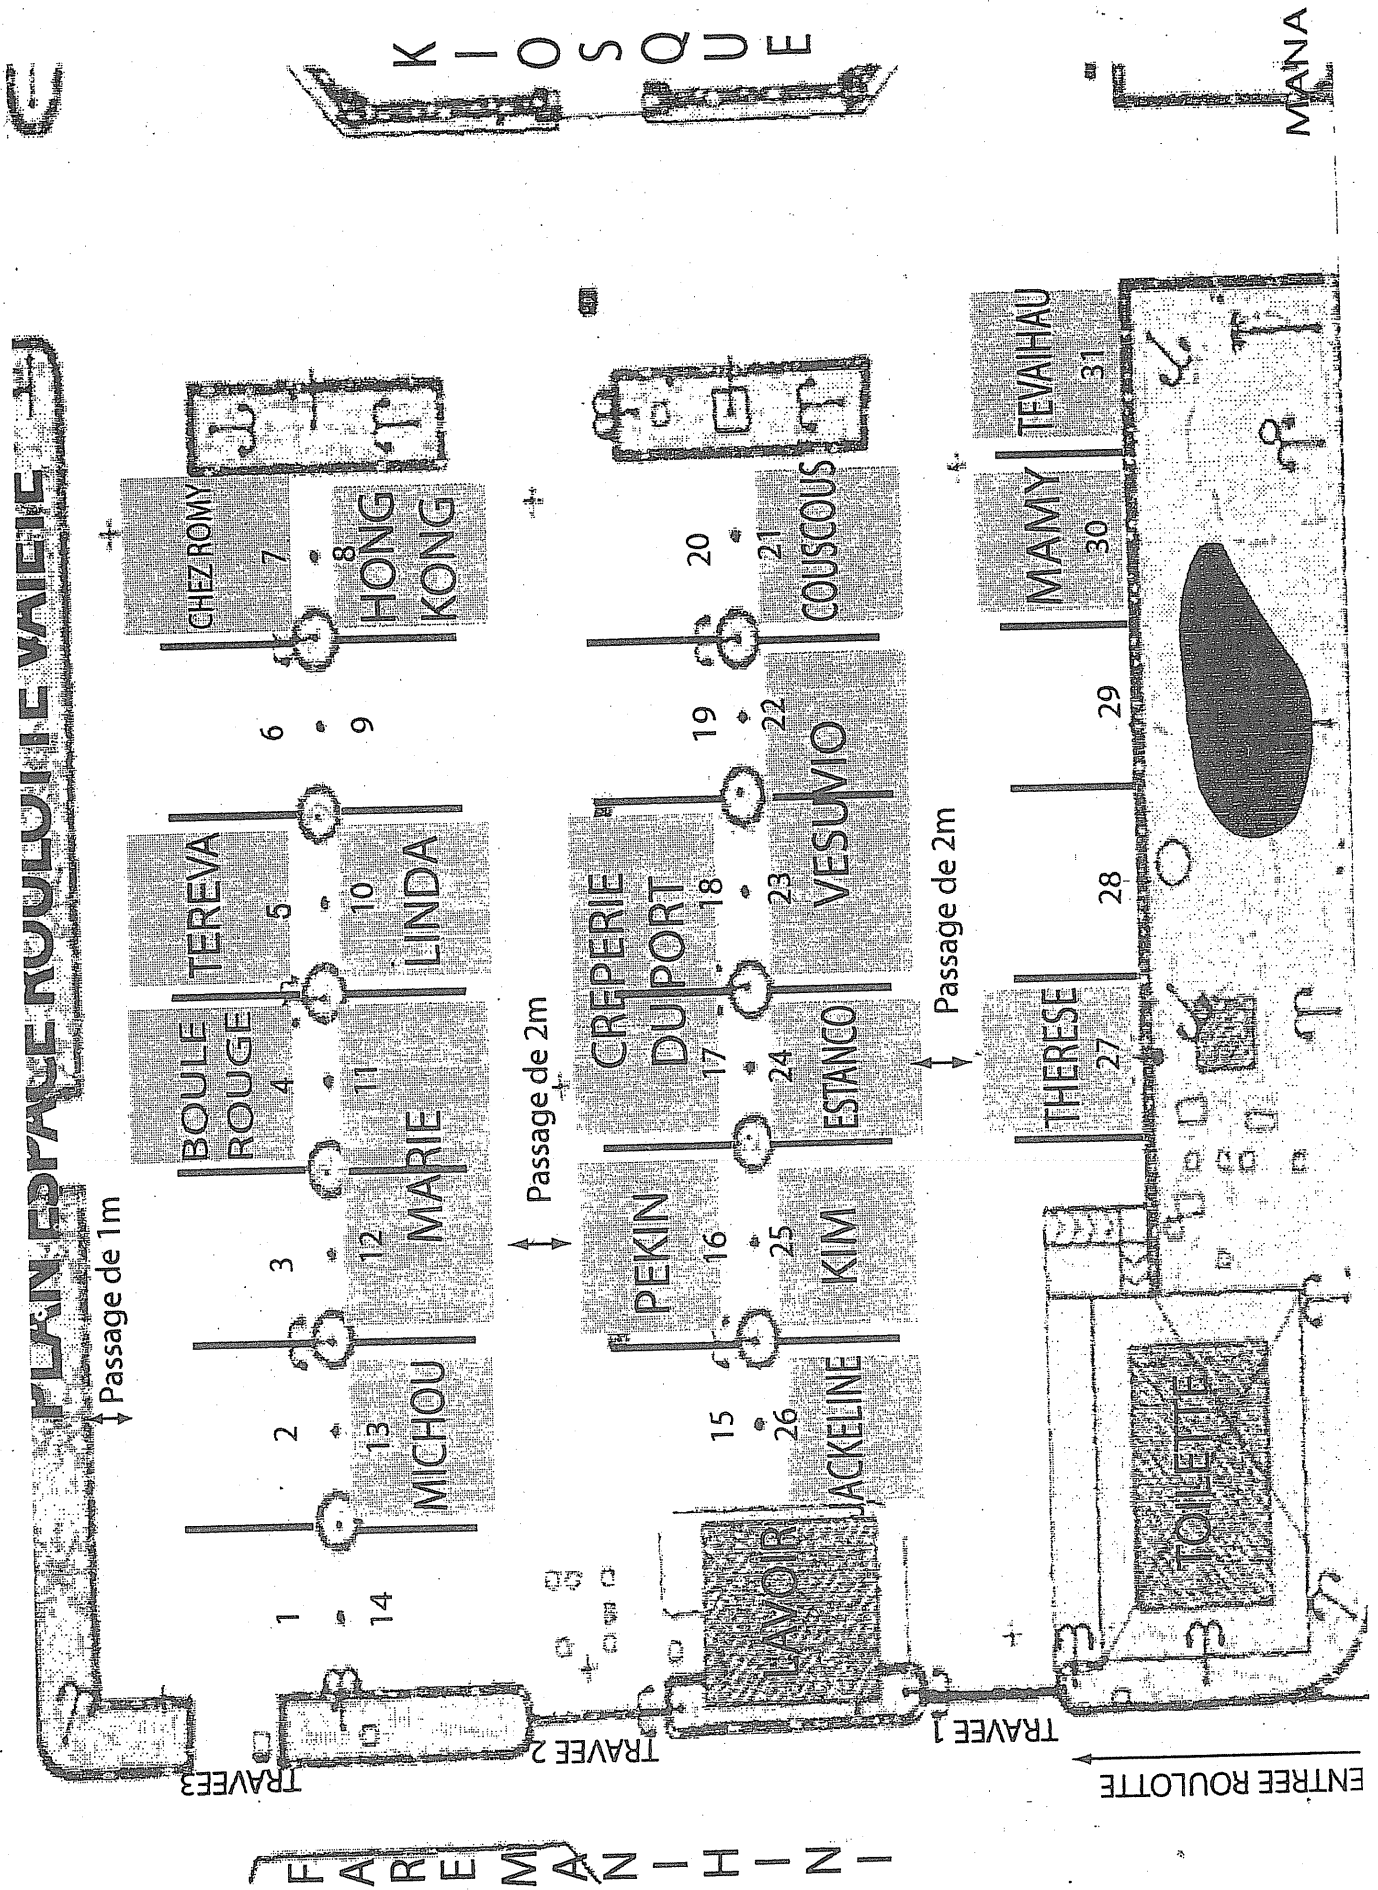 PLAN ESPACE ROULOTTE VAIETE
Passage de 1m
TRAVEE3
1
2
3
BOULE
ROUGE
4
TEREVA
5
6
CHEZ ROMY
7
14
13
MICHOU
12
11
MARIE
10
LINDA
9
8
HONG
KONG
Passage de 2m
TRAVEE 2
15
PEKIN
16
CREPERIE
DU PORT
17
18
19
20
LAVOIR
26
JACKELINE
25
KIM
24
ESTANCO
23
22
VESUVIO
21
COUSCOUS
Passage de 2m
TRAVEE 1
THERESE
27
28
29
MAMY
30
TEVAIHAU
31
TOILETTE
ENTREE ROULOTTE
FARE MANIHINI
KIOSQUE
MANA